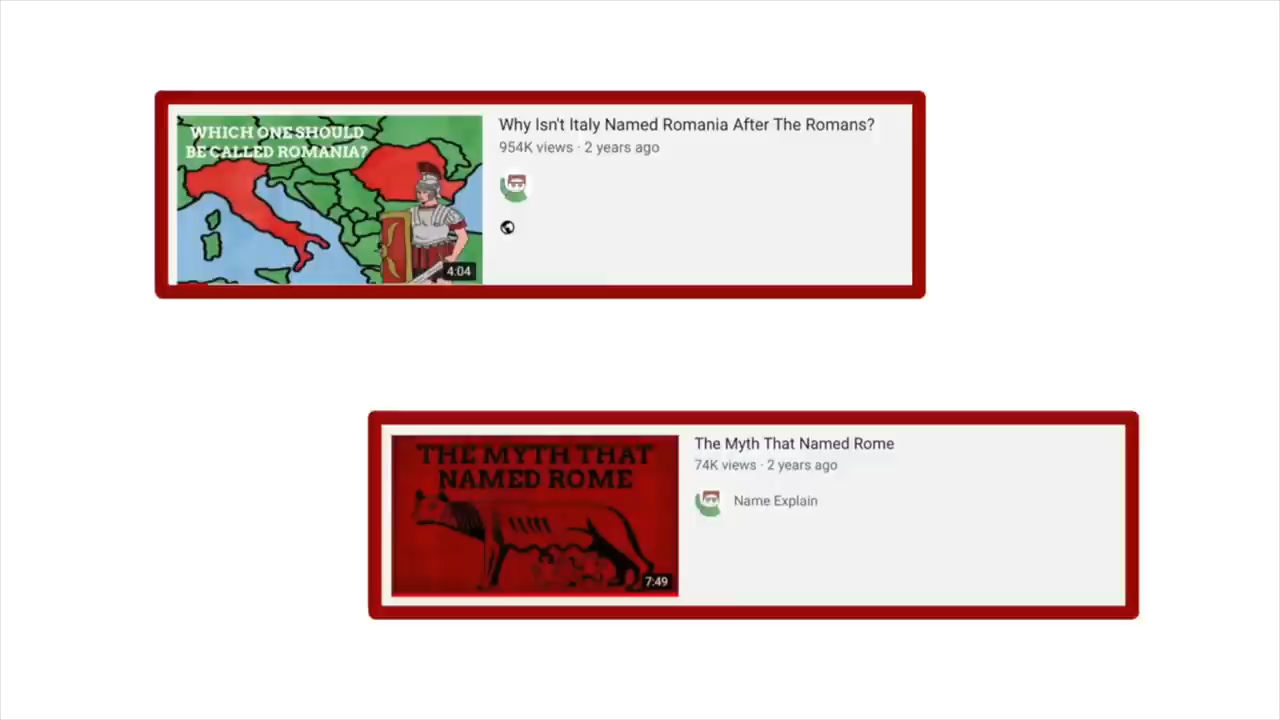 WHICH ONE SHOULD
BE CALLED ROMANIA?
4:04
Why Isn't Italy Named Romania After The Romans?
954K views · 2 years ago
THE MYTH THAT
NAMED ROME
7:49
The Myth That Named Rome
74K views · 2 years ago
Name Explain